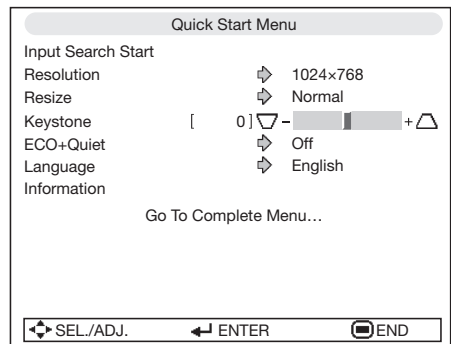 Quick Start Menu
Input Search Start
Resolution 1024×768
Resize Normal
Keystone [ 0] - +
ECO+Quiet Off
Language English
Information
Go To Complete Menu...
SEL./ADJ. ENTER END